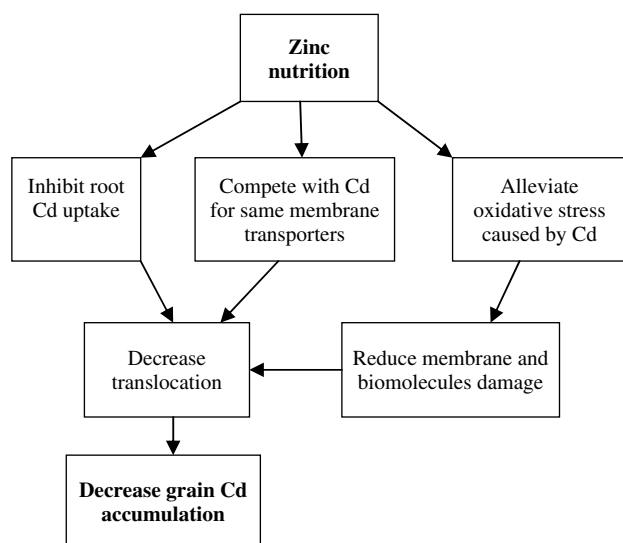 Zinc
nutrition
Inhibit root
Cd uptake
Compete with Cd
for same membrane
transporters
Alleviate
oxidative stress
caused by Cd
Decrease
translocation
Reduce membrane and
biomolecules damage
Decrease grain Cd
accumulation